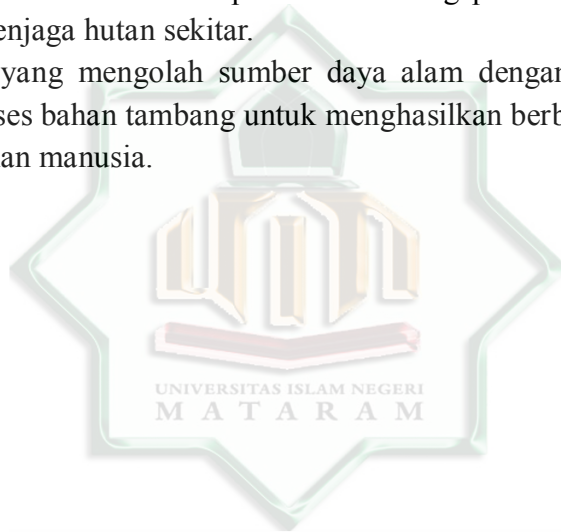 enjaga hutan sekitar.
yang mengolah sumber daya alam dengan
ses bahan tambang untuk menghasilkan berb
an manusia.
UNIVERSITAS ISLAM NEGERI
MATARAM